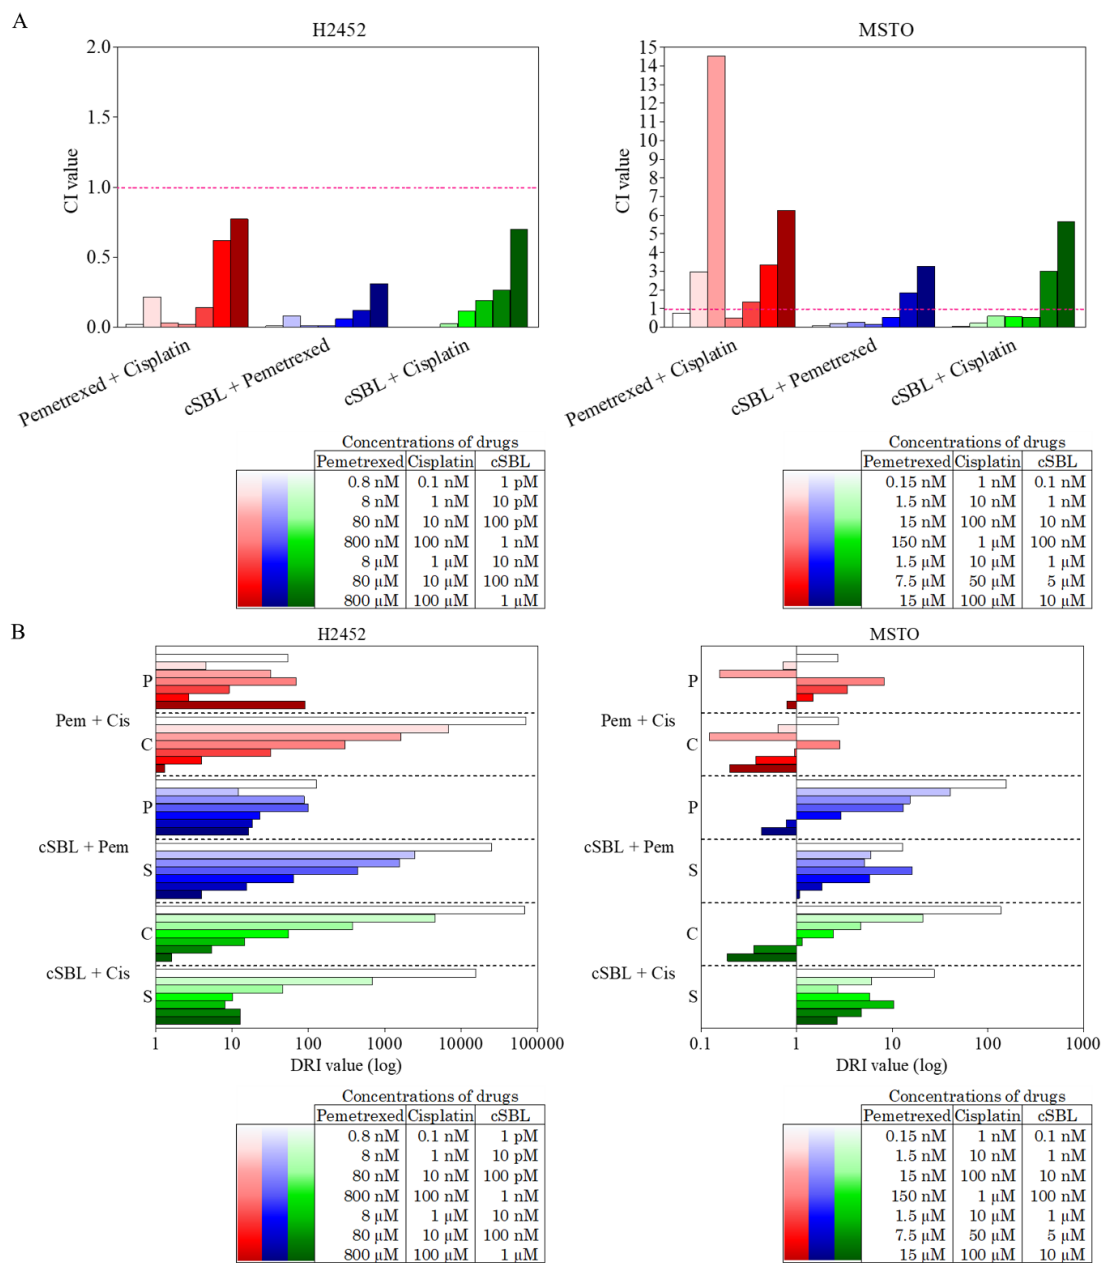 A
H2452
MSTO
CI value
2.0
1.5
1.0
0.5
0.0
Pemetrexed + Cisplatin
cSBL + Pemetrexed
cSBL + Cisplatin
CI value
15
14
13
12
11
10
9
8
7
6
5
4
3
2
1
1
0
Pemetrexed + Cisplatin
cSBL + Pemetrexed
cSBL + Cisplatin
Concentrations of drugs
Pemetrexed Cisplatin cSBL
0.8 nM 0.1 nM 1 pM
8 nM 1 nM 10 pM
80 nM 10 nM 100 pM
800 nM 100 nM 1 nM
8 µM 1 µM 10 nM
80 µM 10 µM 100 nM
800 µM 100 µM 1 µM
Concentrations of drugs
Pemetrexed Cisplatin cSBL
0.15 nM 1 nM 0.1 nM
1.5 nM 10 nM 1 nM
15 nM 100 nM 10 nM
150 nM 1 µM 100 nM
1.5 µM 10 µM 1 µM
7.5 µM 50 µM 5 µM
15 µM 100 µM 10 µM
B
H2452
MSTO
P
Pem + Cis
C
P
cSBL + Pem
S
C
cSBL + Cis
S
1 10 100 1000 10000 100000
DRI value (log)
P
Pem + Cis
C
P
cSBL + Pem
S
C
cSBL + Cis
S
0.1 1 10 100 1000
DRI value (log)
Concentrations of drugs
Pemetrexed Cisplatin cSBL
0.8 nM 0.1 nM 1 pM
8 nM 1 nM 10 pM
80 nM 10 nM 100 pM
800 nM 100 nM 1 nM
8 µM 1 µM 10 nM
80 µM 10 µM 100 nM
800 µM 100 µM 1 µM
Concentrations of drugs
Pemetrexed Cisplatin cSBL
0.15 nM 1 nM 0.1 nM
1.5 nM 10 nM 1 nM
15 nM 100 nM 10 nM
150 nM 1 µM 100 nM
1.5 µM 10 µM 1 µM
7.5 µM 50 µM 5 µM
15 µM 100 µM 10 µM